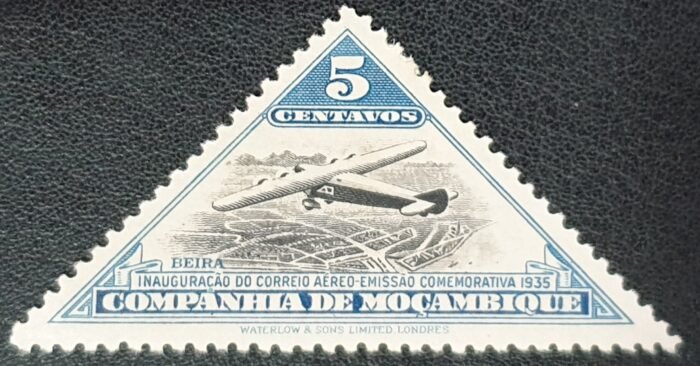 5
CENTAVOS
BEIRA
INAUGURAÇÃO DO CORREIO AÉREO-EMISSÃO COMEMORATIVA 1935
COMPANHIA DE MOÇAMBIQUE
WATERLOW & SONS LIMITED, LONDRES